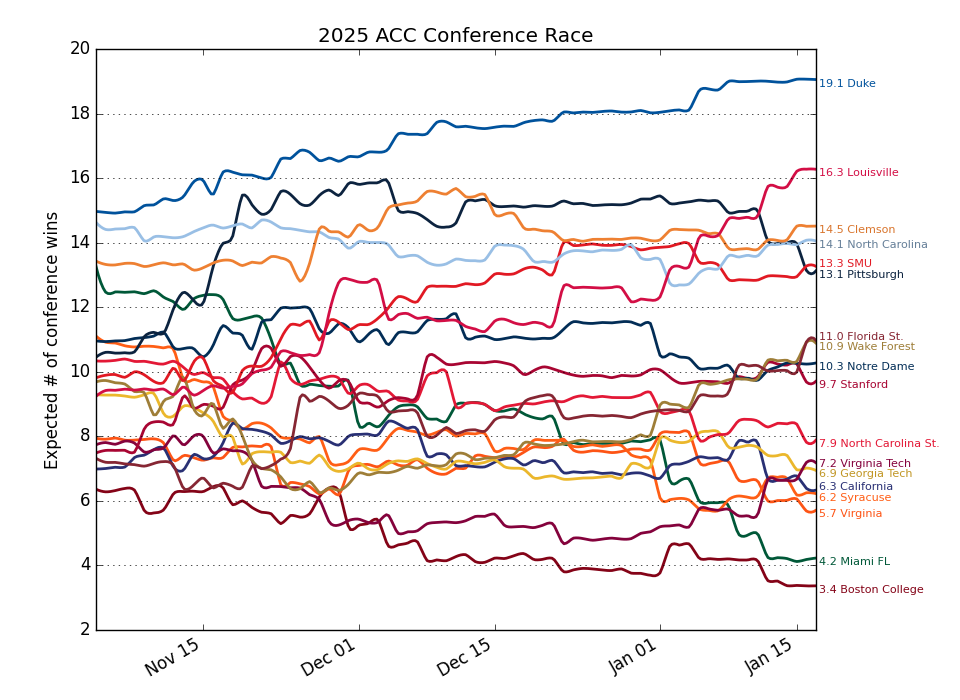 2025 ACC Conference Race
Expected # of conference wins
20
18
16
14
12
10
8
6
4
2
Nov 15
Dec 01
Dec 15
Jan 01
Jan 15
19.1 Duke
16.3 Louisville
14.5 Clemson
14.1 North Carolina
13.3 SMU
13.1 Pittsburgh
11.0 Florida St.
10.9 Wake Forest
10.3 Notre Dame
9.7 Stanford
7.9 North Carolina St.
7.2 Virginia Tech
6.9 Georgia Tech
6.3 California
6.2 Syracuse
5.7 Virginia
4.2 Miami FL
3.4 Boston College